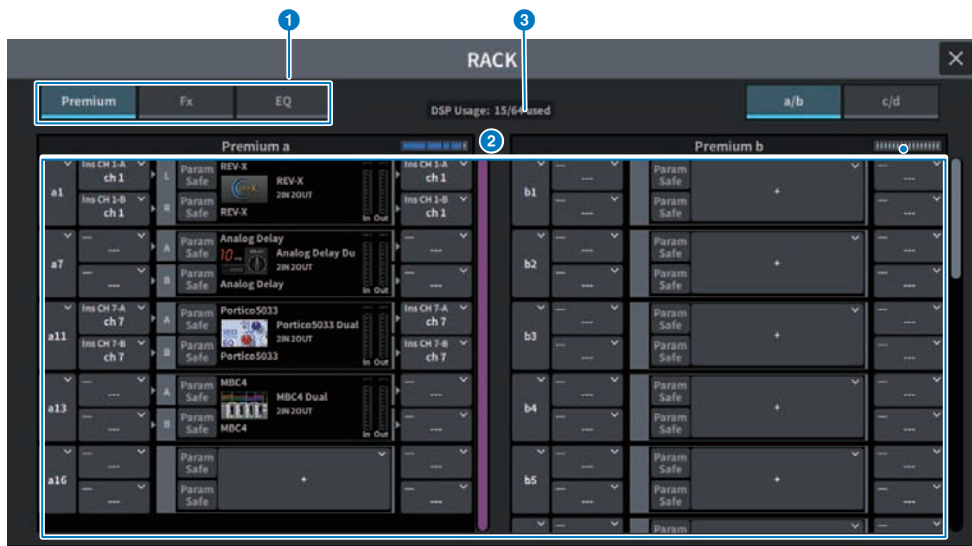 1
3
RACK
Premium
Fx
EQ
DSP Usage: 15/64 used
a/b
c/d
2
Premium a
Premium b
a1
Ins CH 1-A
ch 1
Ins CH 1-B
ch 1
L
R
Param
Safe
Param
Safe
REV-X
REV-X
2IN 2OUT
REV-X
In Out
Ins CH 1-A
ch 1
Ins CH 1-B
ch 1
a7
—
---
—
---
A
B
Param
Safe
Param
Safe
Analog Delay
Analog Delay Du
2IN 2OUT
Analog Delay
In Out
—
---
—
---
a11
Ins CH 7-A
ch 7
Ins CH 7-B
ch 7
A
B
Param
Safe
Param
Safe
Portico5033
Portico5033 Dual
2IN 2OUT
Portico5033
In Out
Ins CH 7-A
ch 7
Ins CH 7-B
ch 7
a13
—
---
—
---
A
B
Param
Safe
Param
Safe
MBC4
MBC4 Dual
2IN 2OUT
MBC4
In Out
—
---
—
---
a16
—
---
—
---
Param
Safe
Param
Safe
+
—
---
—
---
b1
—
---
—
---
Param
Safe
Param
Safe
+
—
---
—
---
b2
—
---
—
---
Param
Safe
Param
Safe
+
—
---
—
---
b3
—
---
—
---
Param
Safe
Param
Safe
+
—
---
—
---
b4
—
---
—
---
Param
Safe
Param
Safe
+
—
---
—
---
b5
—
---
—
---
Param
Safe
Param
Safe
+
—
---
—
---
—
Param
—